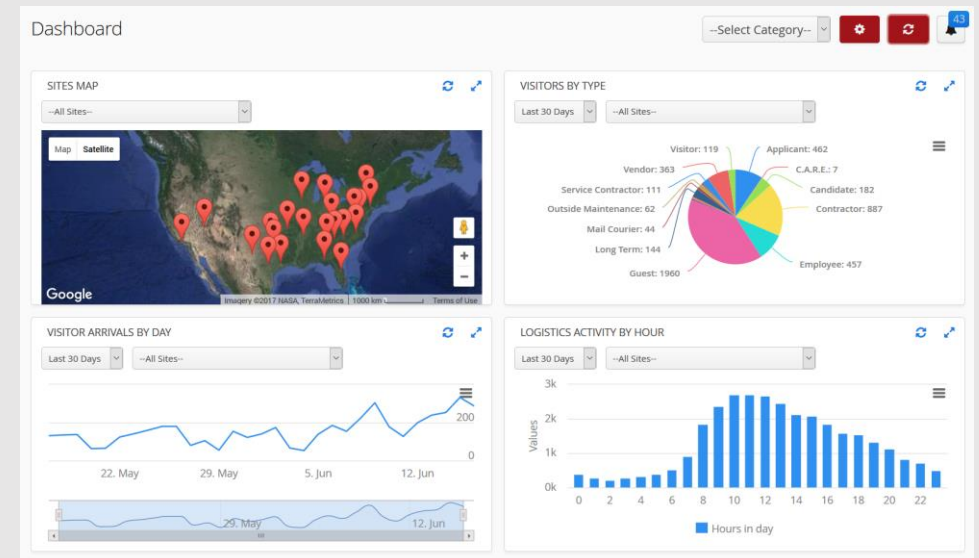 Dashboard
--Select Category--
43
SITES MAP
--All Sites--
Map Satellite
Google
Imagery ©2017 NASA, TerraMetrics
1000 km
Terms of Use
VISITORS BY TYPE
Last 30 Days
--All Sites--
Visitor: 119
Applicant: 462
Vendor: 363
C.A.R.E.: 7
Service Contractor: 111
Candidate: 182
Outside Maintenance: 62
Contractor: 887
Mail Courier: 44
Long Term: 144
Employee: 457
Guest: 1960
VISITOR ARRIVALS BY DAY
Last 30 Days
--All Sites--
200
0
22. May 29. May 5. Jun 12. Jun
29. May 12. Jun
LOGISTICS ACTIVITY BY HOUR
Last 30 Days
--All Sites--
Values
3k
2k
1k
0k
0 2 4 6 8 10 12 14 16 18 20 22
Hours in day